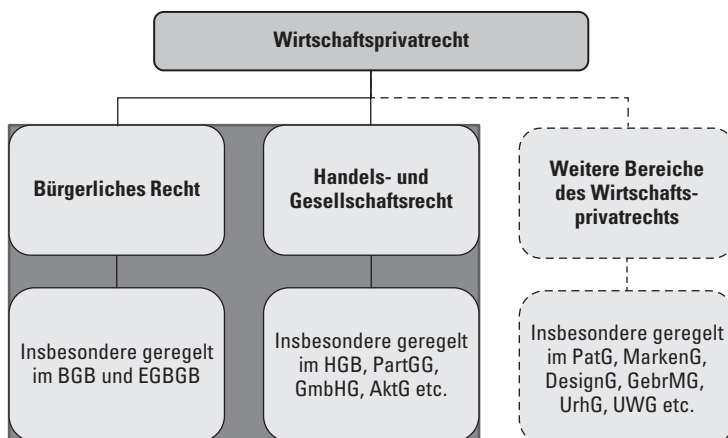 Wirtschaftsprivatrecht
Bürgerliches Recht
Handels- und
Gesellschaftsrecht
Weitere Bereiche
des Wirtschafts-
privatrechts
Insbesondere geregelt
im BGB und EGBGB
Insbesondere geregelt
im HGB, PartGG,
GmbHG, AktG etc.
Insbesondere geregelt
im PatG, MarkenG,
DesignG, GebrMG,
UrhG, UWG etc.